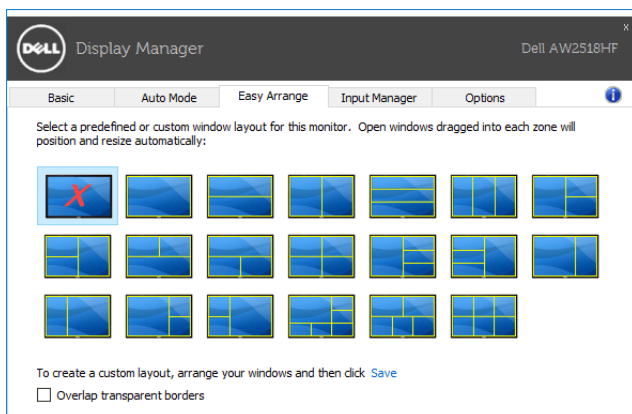 x
DELL Display Manager Dell AW2518HF
Basic Auto Mode Easy Arrange Input Manager Options i
Select a predefined or custom window layout for this monitor. Open windows dragged into each zone will
position and resize automatically:
X
To create a custom layout, arrange your windows and then click Save
Overlap transparent borders